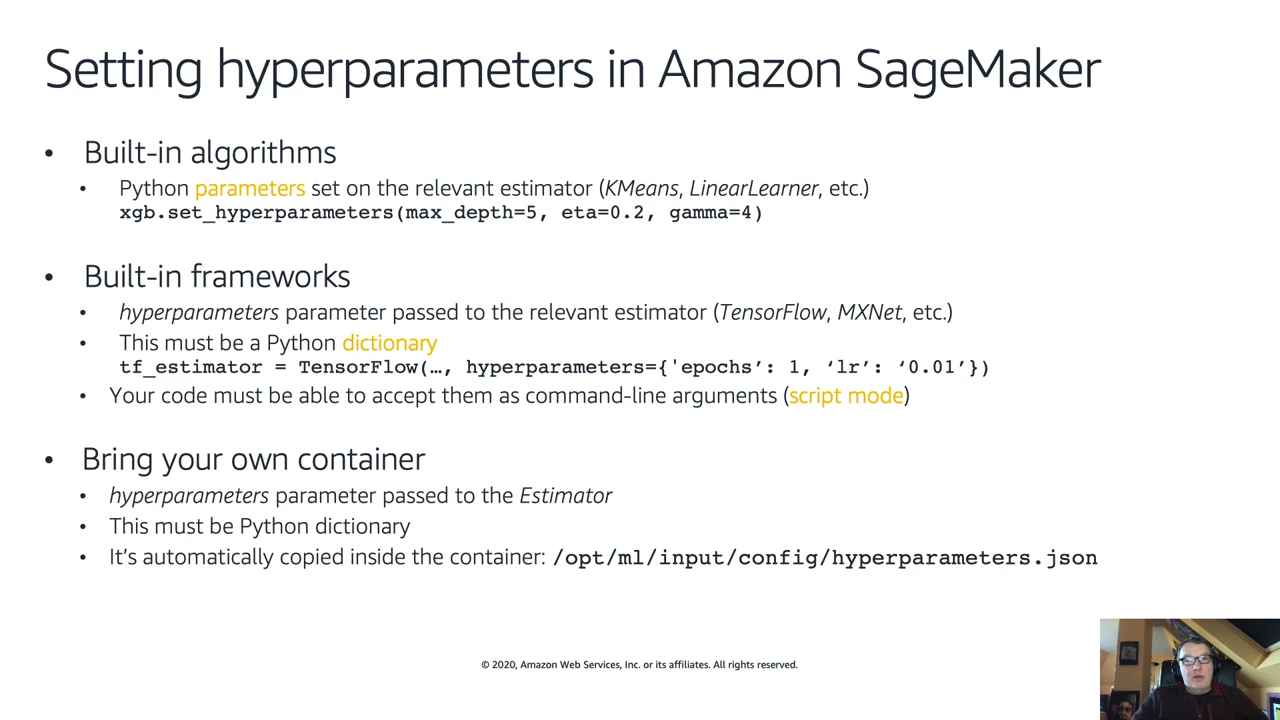 Setting hyperparameters in Amazon SageMaker
• Built-in algorithms
• Python parameters set on the relevant estimator (KMeans, LinearLearner, etc.)
xgb.set_hyperparameters(max_depth=5, eta=0.2, gamma=4)
• Built-in frameworks
• hyperparameters parameter passed to the relevant estimator (TensorFlow, MXNet, etc.)
• This must be a Python dictionary
tf_estimator = TensorFlow(…, hyperparameters={'epochs’: 1, ‘lr’: ‘0.01’})
• Your code must be able to accept them as command-line arguments (script mode)
• Bring your own container
• hyperparameters parameter passed to the Estimator
• This must be Python dictionary
• It’s automatically copied inside the container: /opt/ml/input/config/hyperparameters.json
© 2020, Amazon Web Services, Inc. or its affiliates. All rights reserved.